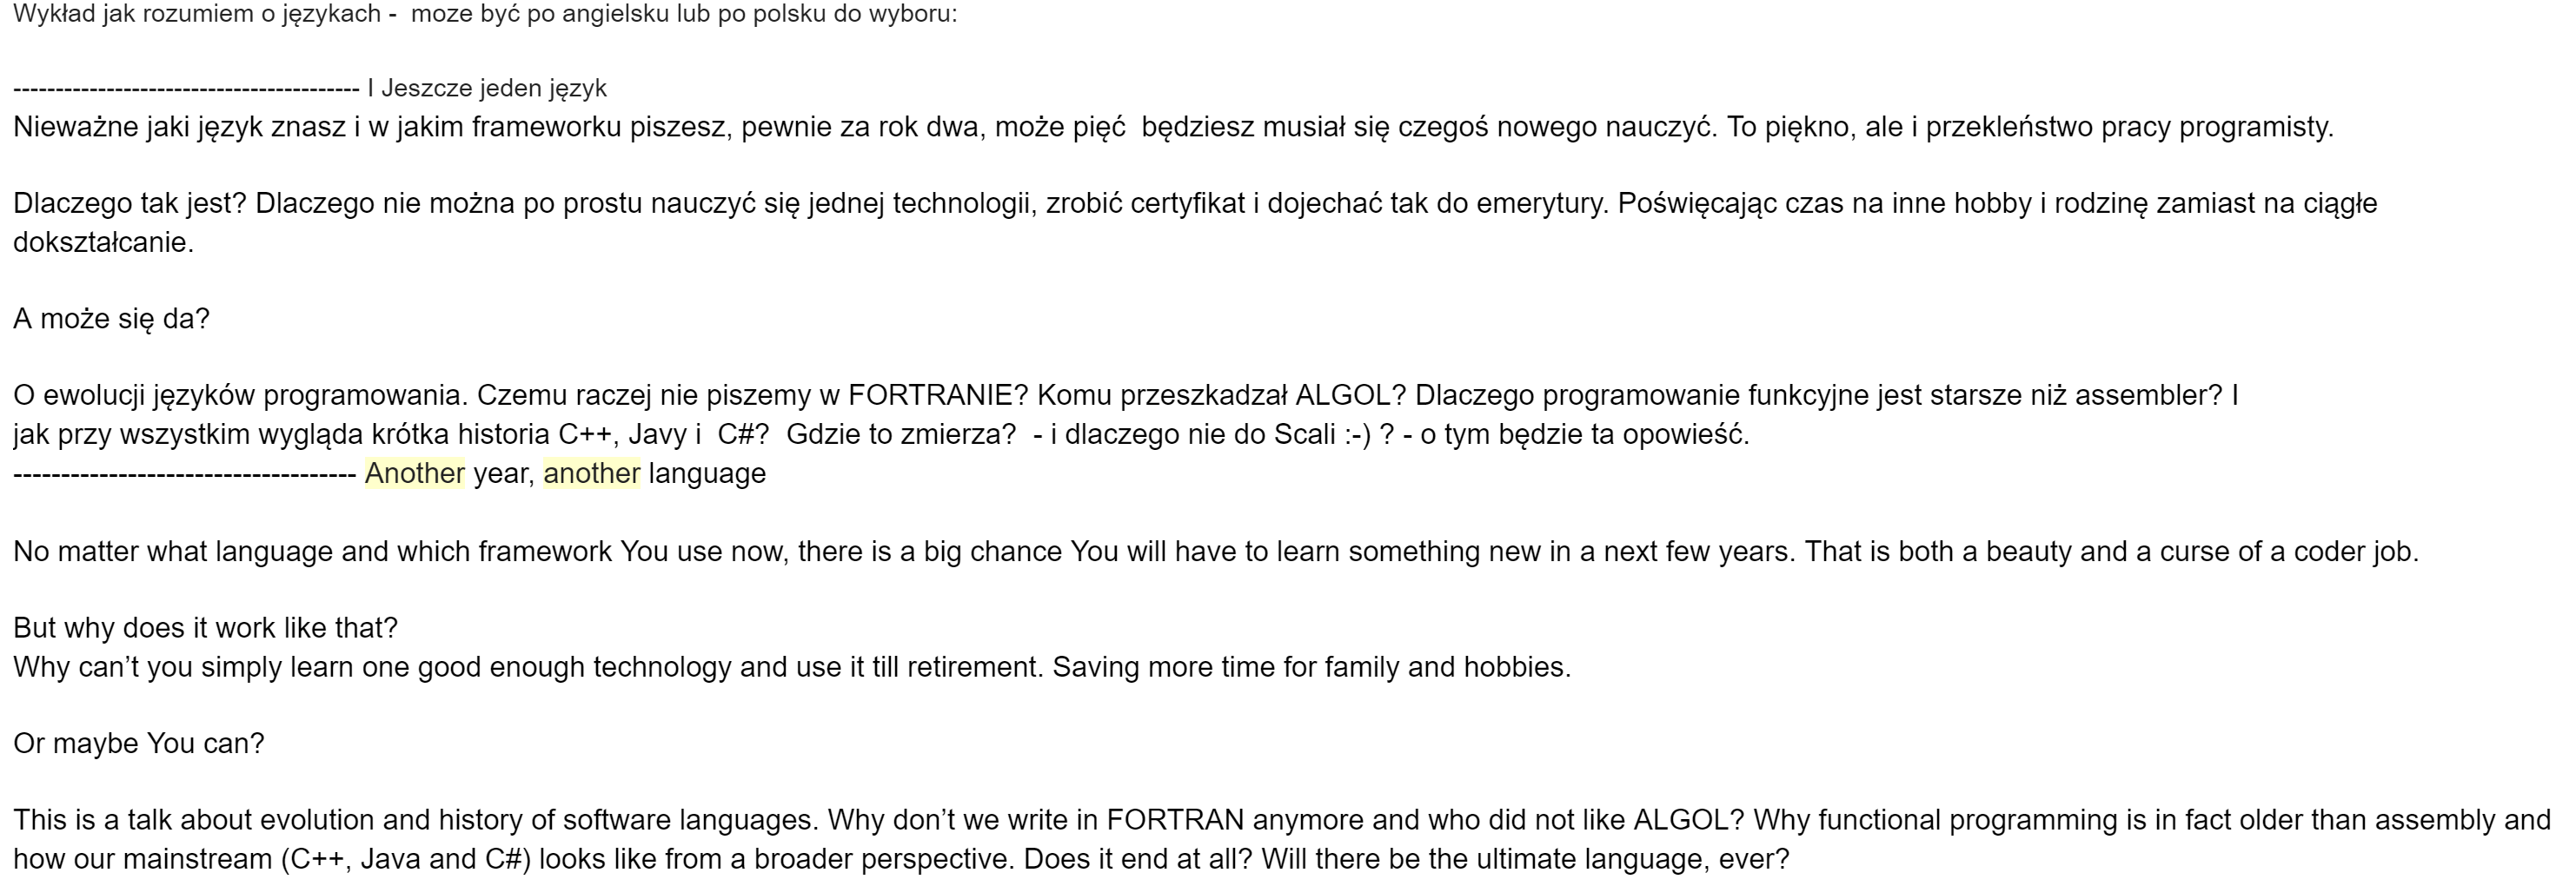 Wykład jak rozumiem o językach -  moze być po angielsku lub po polsku do wyboru:
----------------------------------------- I Jeszcze jeden język
Nieważne jaki język znasz i w jakim frameworku piszesz, pewnie za rok dwa, może pięć  będziesz musiał się czegoś nowego nauczyć. To piękno, ale i przekleństwo pracy programisty.
Dlaczego tak jest? Dlaczego nie można po prostu nauczyć się jednej technologii, zrobić certyfikat i dojechać tak do emerytury. Poświęcając czas na inne hobby i rodzinę zamiast na ciągłe
dokształcanie.
A może się da?
O ewolucji języków programowania. Czemu raczej nie piszemy w FORTRANIE? Komu przeszkadzał ALGOL? Dlaczego programowanie funkcyjne jest starsze niż assembler? I
jak przy wszystkim wygląda krótka historia C++, Javy i  C#?  Gdzie to zmierza?  - i dlaczego nie do Scali :-) ? - o tym będzie ta opowieść.
------------------------------------ Another year, another language
No matter what language and which framework You use now, there is a big chance You will have to learn something new in a next few years. That is both a beauty and a curse of a coder job.
But why does it work like that?
Why can’t you simply learn one good enough technology and use it till retirement. Saving more time for family and hobbies.
Or maybe You can?
This is a talk about evolution and history of software languages. Why don’t we write in FORTRAN anymore and who did not like ALGOL? Why functional programming is in fact older than assembly and
how our mainstream (C++, Java and C#) looks like from a broader perspective. Does it end at all? Will there be the ultimate language, ever?